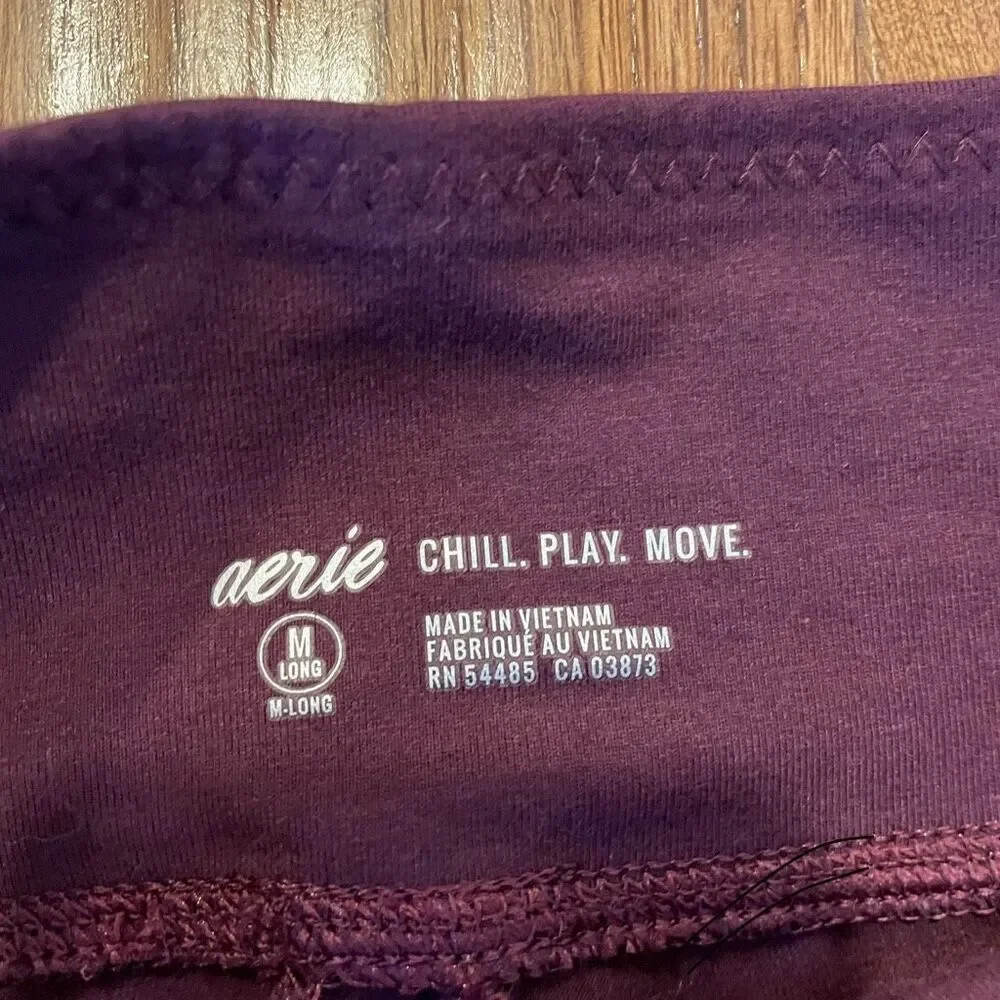 aerie CHILL. PLAY. MOVE.
M
LONG
M-LONG
MADE IN VIETNAM
FABRIQUÉ AU VIETNAM
RN 54485 CA 03873